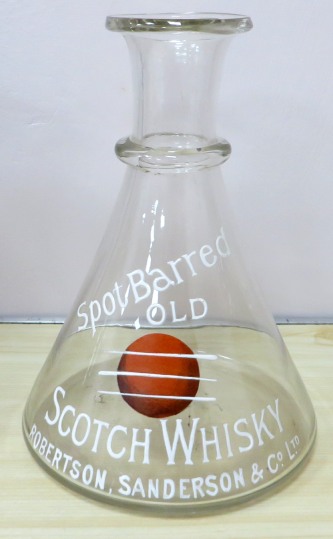 Spot Barred
OLD
SCOTCH WHISKY
ROBERTSON, SANDERSON & Co. LTD